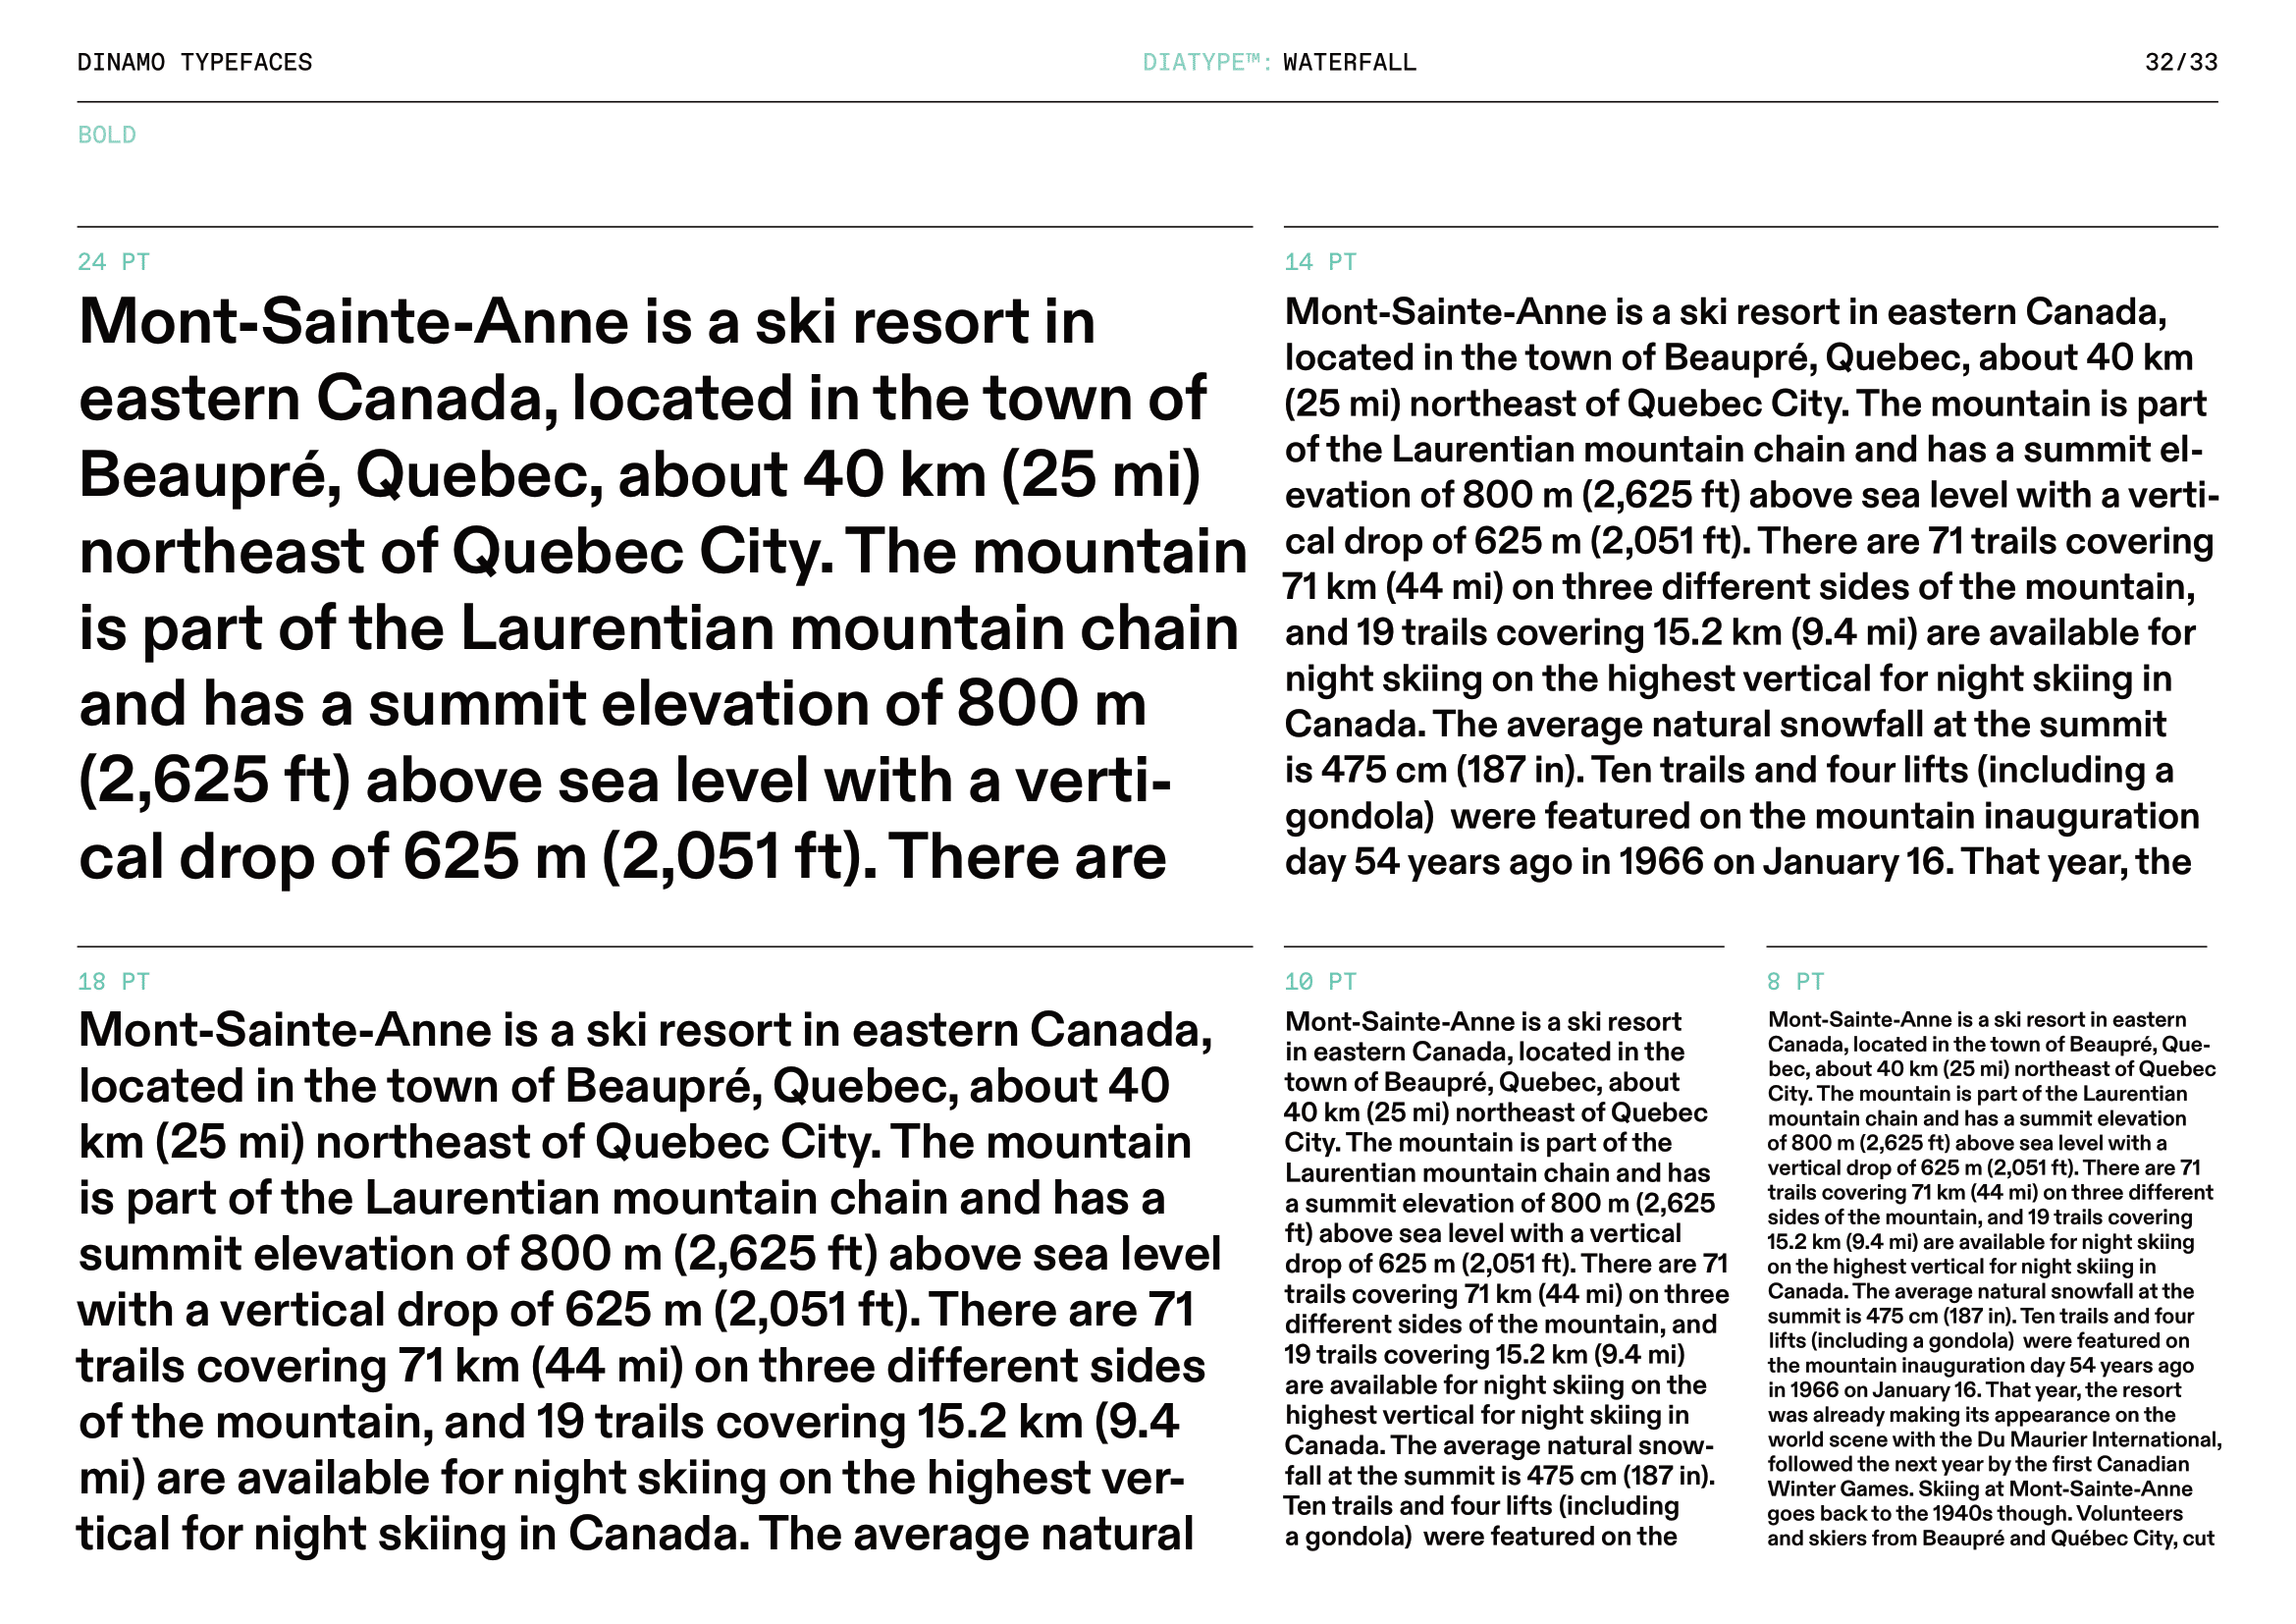 DINAMO TYPEFACES
DIATYPE™: WATERFALL
32/33
BOLD
24 PT
Mont-Sainte-Anne is a ski resort in
eastern Canada, located in the town of
Beaupré, Quebec, about 40 km (25 mi)
northeast of Quebec City. The mountain
is part of the Laurentian mountain chain
and has a summit elevation of 800 m
(2,625 ft) above sea level with a verti-
cal drop of 625 m (2,051 ft). There are
14 PT
Mont-Sainte-Anne is a ski resort in eastern Canada,
located in the town of Beaupré, Quebec, about 40 km
(25 mi) northeast of Quebec City. The mountain is part
of the Laurentian mountain chain and has a summit el-
evation of 800 m (2,625 ft) above sea level with a verti-
cal drop of 625 m (2,051 ft). There are 71 trails covering
71 km (44 mi) on three different sides of the mountain,
and 19 trails covering 15.2 km (9.4 mi) are available for
night skiing on the highest vertical for night skiing in
Canada. The average natural snowfall at the summit
is 475 cm (187 in). Ten trails and four lifts (including a
gondola)  were featured on the mountain inauguration
day 54 years ago in 1966 on January 16. That year, the
18 PT
Mont-Sainte-Anne is a ski resort in eastern Canada,
located in the town of Beaupré, Quebec, about 40
km (25 mi) northeast of Quebec City. The mountain
is part of the Laurentian mountain chain and has a
summit elevation of 800 m (2,625 ft) above sea level
with a vertical drop of 625 m (2,051 ft). There are 71
trails covering 71 km (44 mi) on three different sides
of the mountain, and 19 trails covering 15.2 km (9.4
mi) are available for night skiing on the highest ver-
tical for night skiing in Canada. The average natural
10 PT
Mont-Sainte-Anne is a ski resort
in eastern Canada, located in the
town of Beaupré, Quebec, about
40 km (25 mi) northeast of Quebec
City. The mountain is part of the
Laurentian mountain chain and has
a summit elevation of 800 m (2,625
ft) above sea level with a vertical
drop of 625 m (2,051 ft). There are 71
trails covering 71 km (44 mi) on three
different sides of the mountain, and
19 trails covering 15.2 km (9.4 mi)
are available for night skiing on the
highest vertical for night skiing in
Canada. The average natural snow-
fall at the summit is 475 cm (187 in).
Ten trails and four lifts (including
a gondola)  were featured on the
8 PT
Mont-Sainte-Anne is a ski resort in eastern
Canada, located in the town of Beaupré, Que-
bec, about 40 km (25 mi) northeast of Quebec
City. The mountain is part of the Laurentian
mountain chain and has a summit elevation
of 800 m (2,625 ft) above sea level with a
vertical drop of 625 m (2,051 ft). There are 71
trails covering 71 km (44 mi) on three different
sides of the mountain, and 19 trails covering
15.2 km (9.4 mi) are available for night skiing
on the highest vertical for night skiing in
Canada. The average natural snowfall at the
summit is 475 cm (187 in). Ten trails and four
lifts (including a gondola)  were featured on
the mountain inauguration day 54 years ago
in 1966 on January 16. That year, the resort
was already making its appearance on the
world scene with the Du Maurier International,
followed the next year by the first Canadian
Winter Games. Skiing at Mont-Sainte-Anne
goes back to the 1940s though. Volunteers
and skiers from Beaupré and Québec City, cut